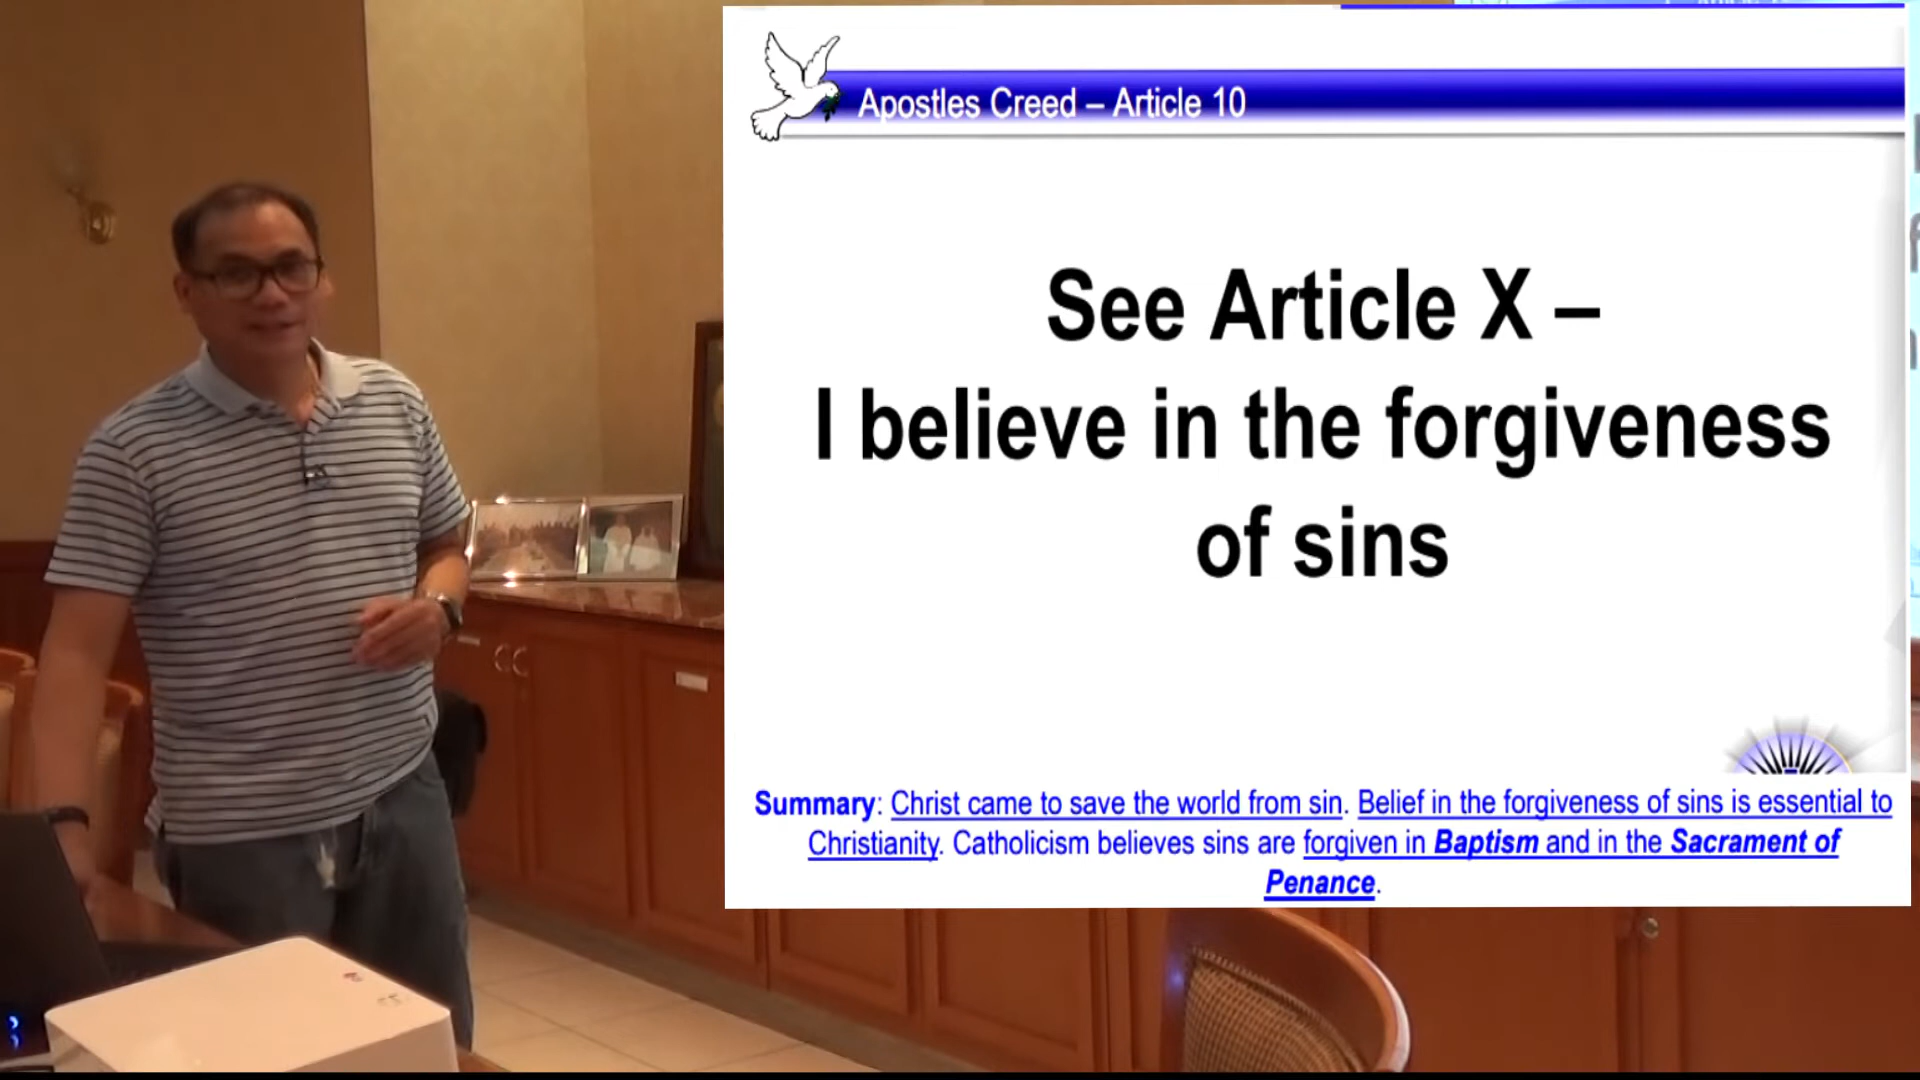 Apostles Creed – Article 10
See Article X –
I believe in the forgiveness
of sins
Summary: Christ came to save the world from sin. Belief in the forgiveness of sins is essential to
Christianity. Catholicism believes sins are forgiven in Baptism and in the Sacrament of
Penance.